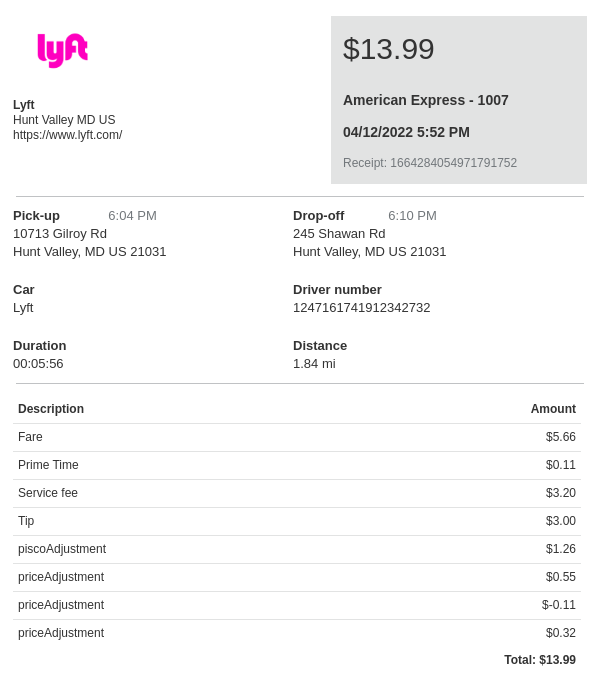 lyft
$13.99
American Express - 1007
04/12/2022 5:52 PM
Receipt: 1664284054971791752
Lyft
Hunt Valley MD US
https://www.lyft.com/
Pick-up 6:04 PM
10713 Gilroy Rd
Hunt Valley, MD US 21031
Drop-off 6:10 PM
245 Shawan Rd
Hunt Valley, MD US 21031
Car
Lyft
Driver number
1247161741912342732
Duration
00:05:56
Distance
1.84 mi
Description Amount
Fare $5.66
Prime Time $0.11
Service fee $3.20
Tip $3.00
piscoAdjustment $1.26
priceAdjustment $0.55
priceAdjustment $-0.11
priceAdjustment $0.32
Total: $13.99